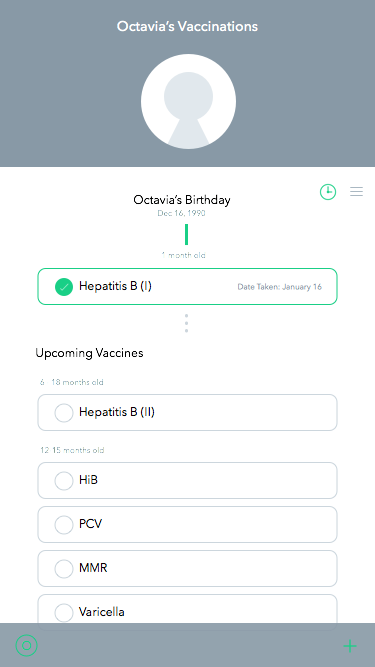 Octavia's Vaccinations
Octavia's Birthday
Dec 16, 1990
1 month old
Hepatitis B (I)
Date Taken: January 16
Upcoming Vaccines
6 - 18 months old
Hepatitis B (II)
12-15 months old
HiB
PCV
MMR
Varicella